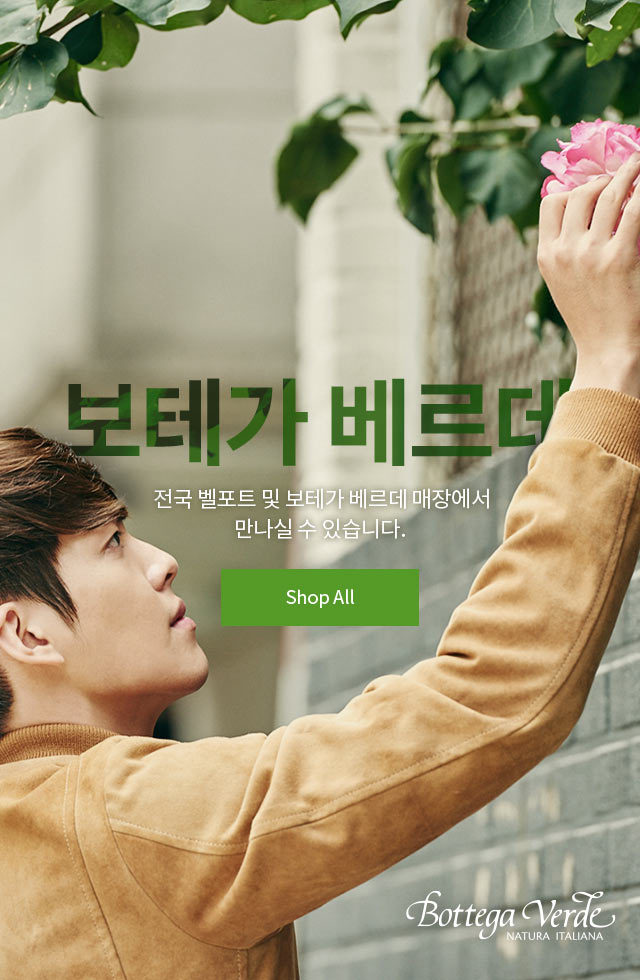 보테가 베르데
전국 벨포트 및 보테가 베르데 매장에서
만나실 수 있습니다.
Shop All
Bottega Verde
NATURA ITALIANA